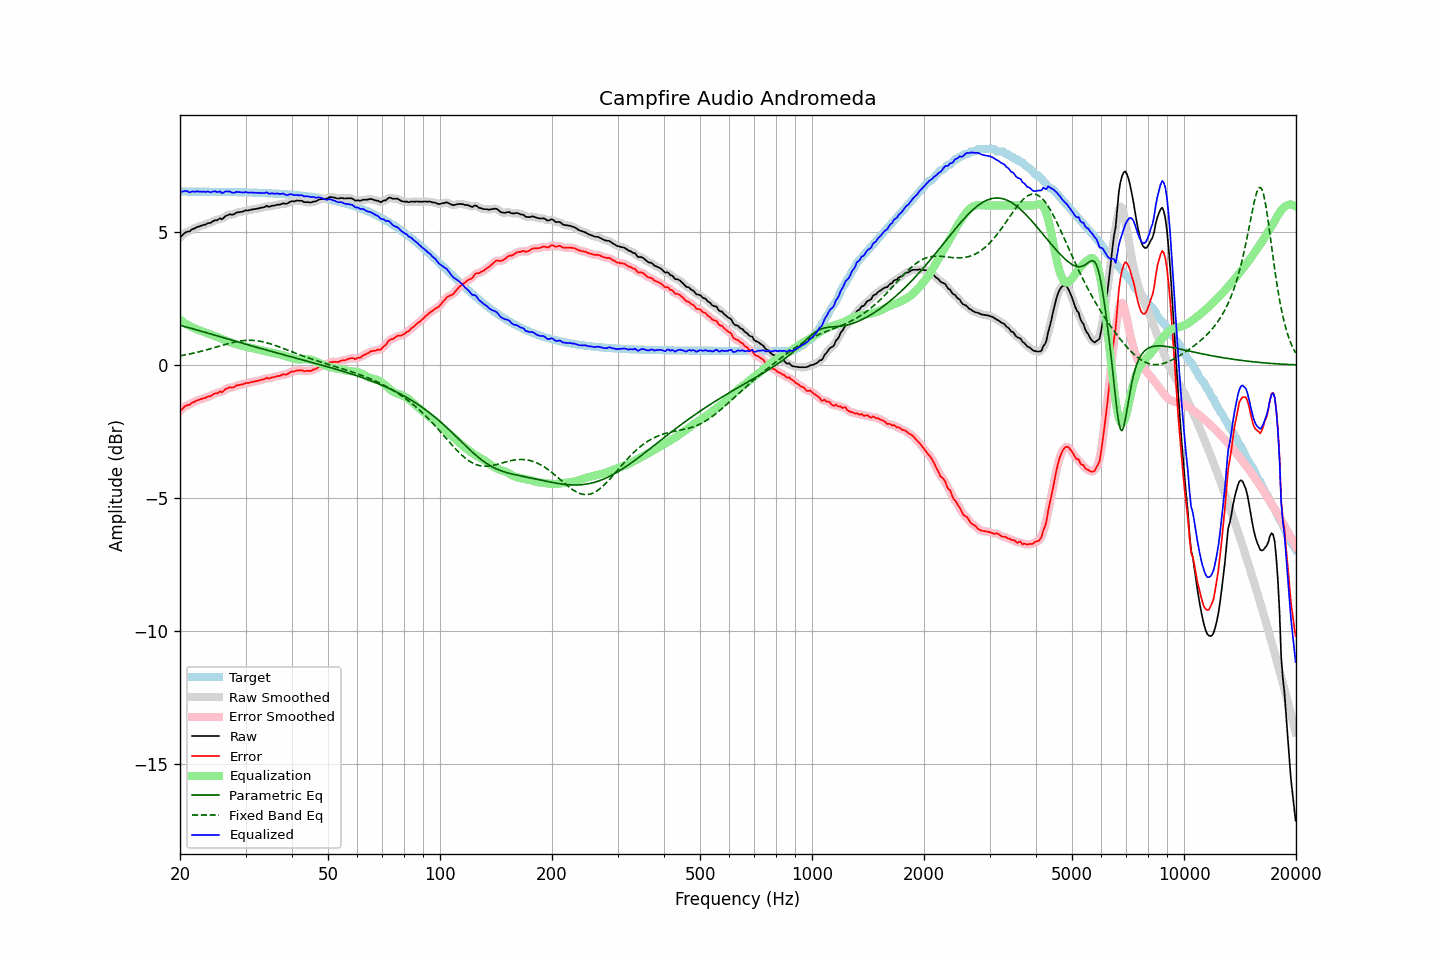 Campfire Audio Andromeda
Amplitude (dBr)
5
0
−5
−10
−15
Target
Raw Smoothed
Error Smoothed
Raw
Error
Equalization
Parametric Eq
Fixed Band Eq
Equalized
20
50
100
200
500
1000
2000
5000
10000
20000
Frequency (Hz)